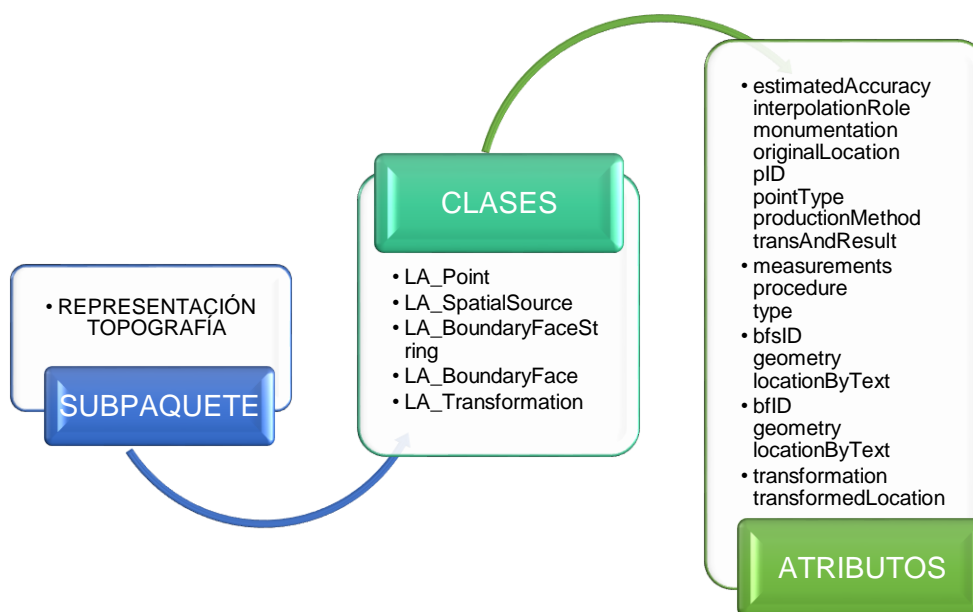 • REPRESENTACIÓN
TOPOGRAFÍA
SUBPAQUETE
CLASES
• LA_Point
• LA_SpatialSource
• LA_BoundaryFaceSt
ring
• LA_BoundaryFace
• LA_Transformation
• estimatedAccuracy
interpolationRole
monumentation
originalLocation
pID
pointType
productionMethod
transAndResult
• measurements
procedure
type
• bfsID
geometry
locationByText
• bfID
geometry
locationByText
• transformation
transformedLocation
ATRIBUTOS